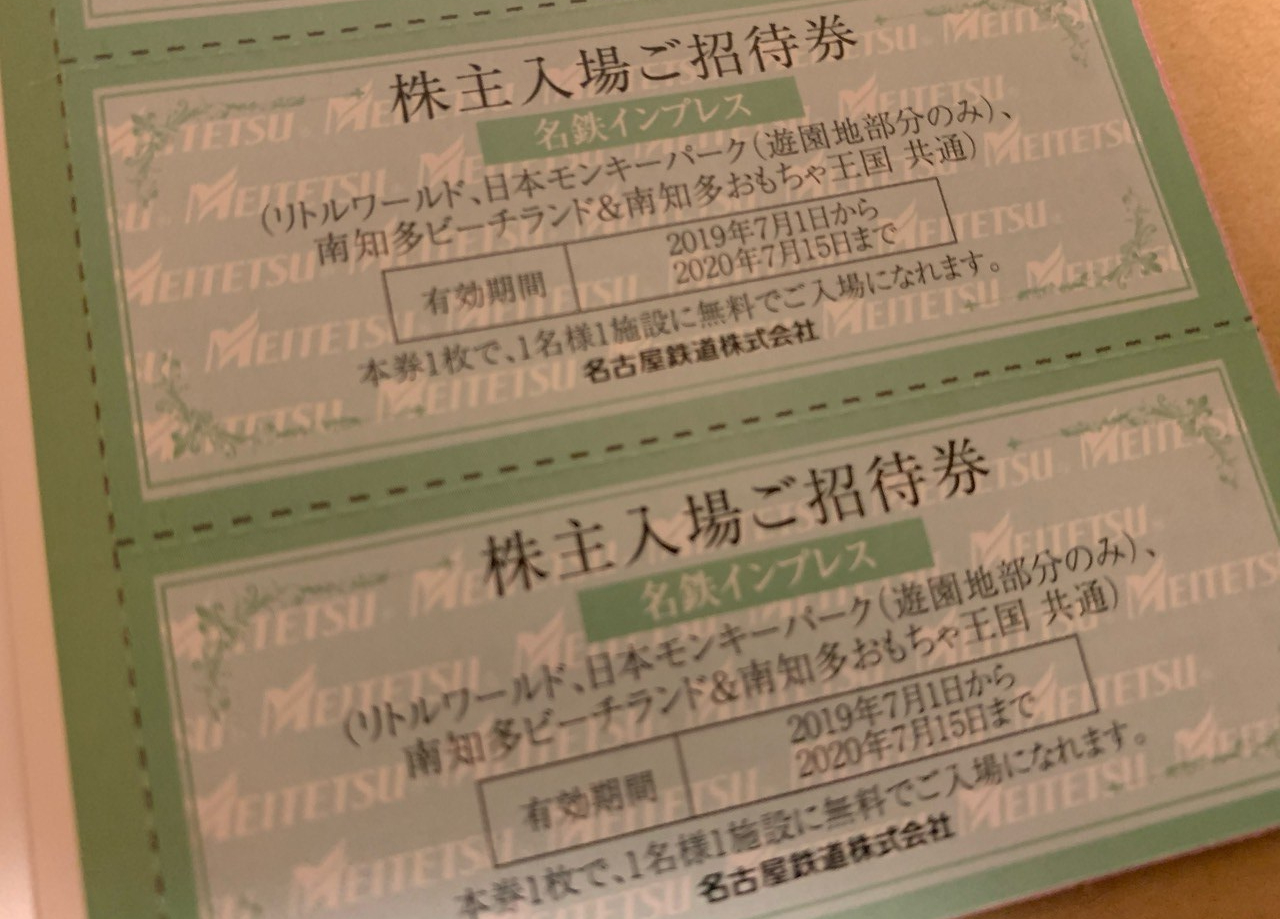 株主入場ご招待券
名鉄インプレス
(リトルワールド、日本モンキーパーク(遊園地部分のみ)、
南知多ビーチランド&南知多おもちゃ王国 共通)
有効期間
2019年7月1日から
2020年7月15日まで
本券1枚で、1名様1施設に無料でご入場になれます。
名古屋鉄道株式会社
株主入場ご招待券
名鉄インプレス
(リトルワールド、日本モンキーパーク(遊園地部分のみ)、
南知多ビーチランド&南知多おもちゃ王国 共通)
有効期間
2019年7月1日から
2020年7月15日まで
本券1枚で、1名様1施設に無料でご入場になれます。
名古屋鉄道株式会社
MEITETSU